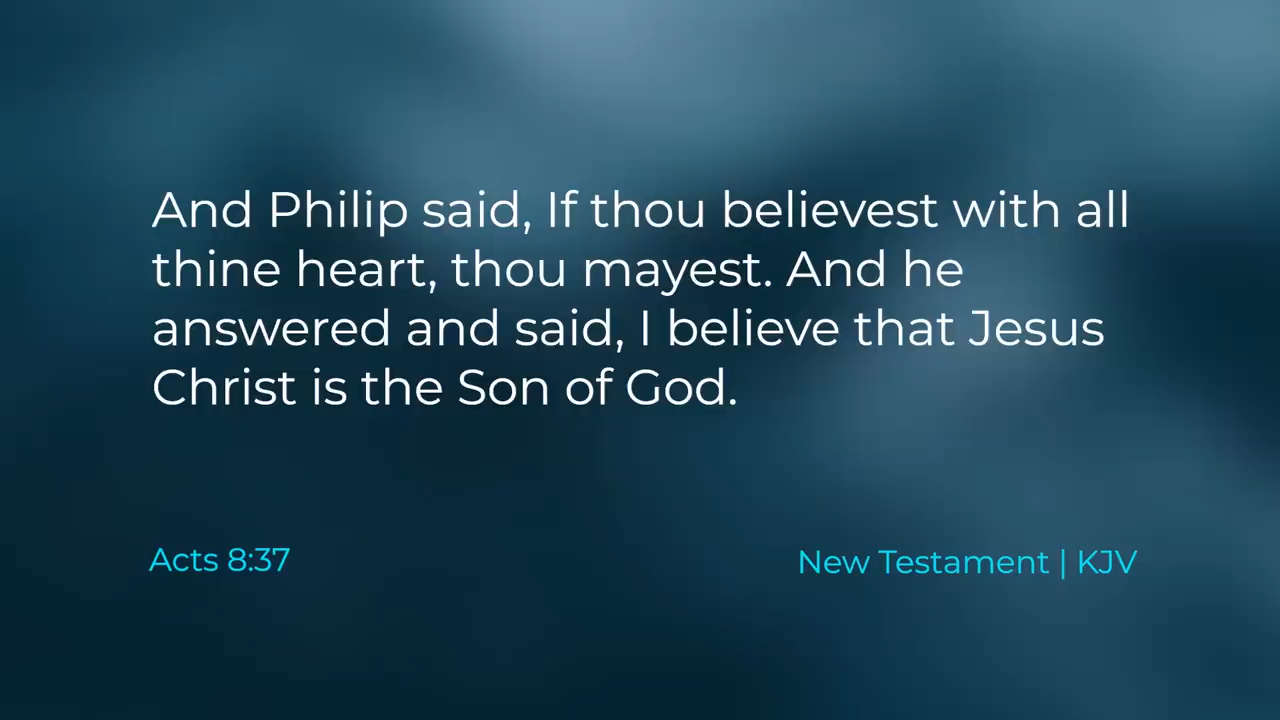 And Philip said, If thou believest with all
thine heart, thou mayest. And he
answered and said, I believe that Jesus
Christ is the Son of God.
Acts 8:37
New Testament | KJV